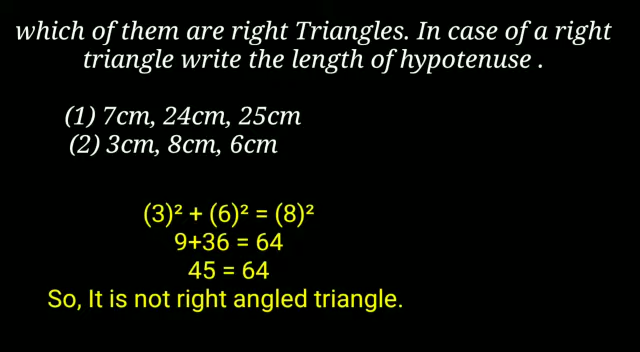 which of them are right Triangles. In case of a right
triangle write the length of hypotenuse .
(1) 7cm, 24cm, 25cm
(2) 3cm, 8cm, 6cm
(3)² + (6)² = (8)²
9+36 = 64
45 = 64
So, It is not right angled triangle.